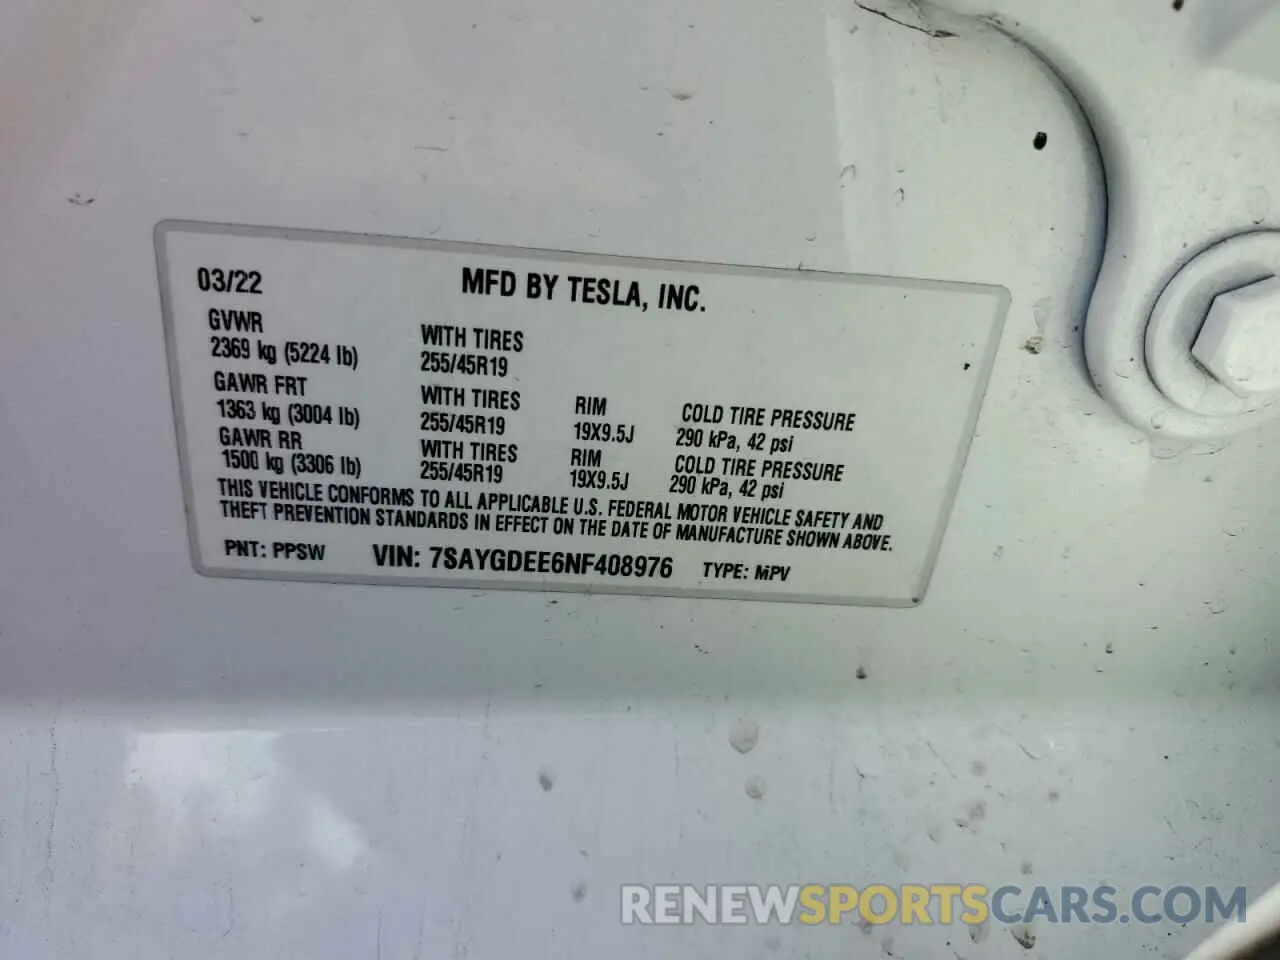 03/22 MFD BY TESLA, INC.
GVWR
2369 kg (5224 lb) WITH TIRES
255/45R19
GAWR FRT
1363 kg (3004 lb) WITH TIRES
255/45R19 RIM
19X9.5J COLD TIRE PRESSURE
290 kPa, 42 psi
GAWR RR
1500 kg (3306 lb) WITH TIRES
255/45R19 RIM
19X9.5J COLD TIRE PRESSURE
290 kPa, 42 psi
THIS VEHICLE CONFORMS TO ALL APPLICABLE U.S. FEDERAL MOTOR VEHICLE SAFETY AND
THEFT PREVENTION STANDARDS IN EFFECT ON THE DATE OF MANUFACTURE SHOWN ABOVE.
PNT: PPSW VIN: 7SAYGDEE6NF408976 TYPE: MPV
RENEWSPORTSCARS.COM